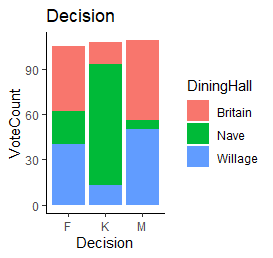 Decision
VoteCount
90
60
30
0
F K M
Decision
DiningHall
Britain
Nave
Willage